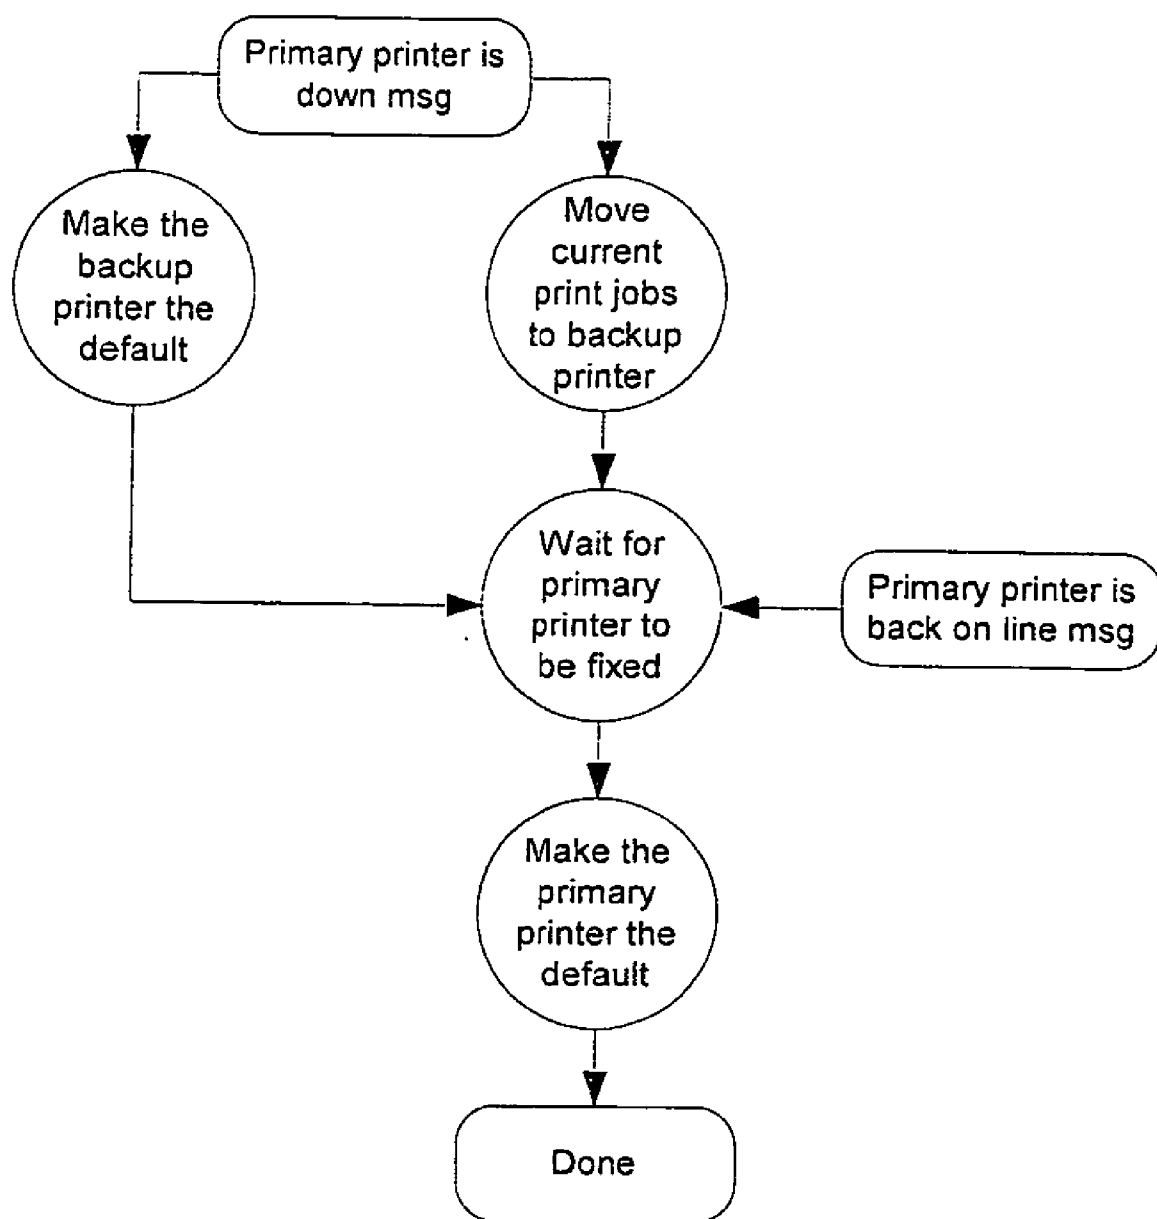 Primary printer is
down msg
Make the
backup
printer the
default
Move
current
print jobs
to backup
printer
Wait for
primary
printer to
be fixed
Primary printer is
back on line msg
Make the
primary
printer the
default
Done